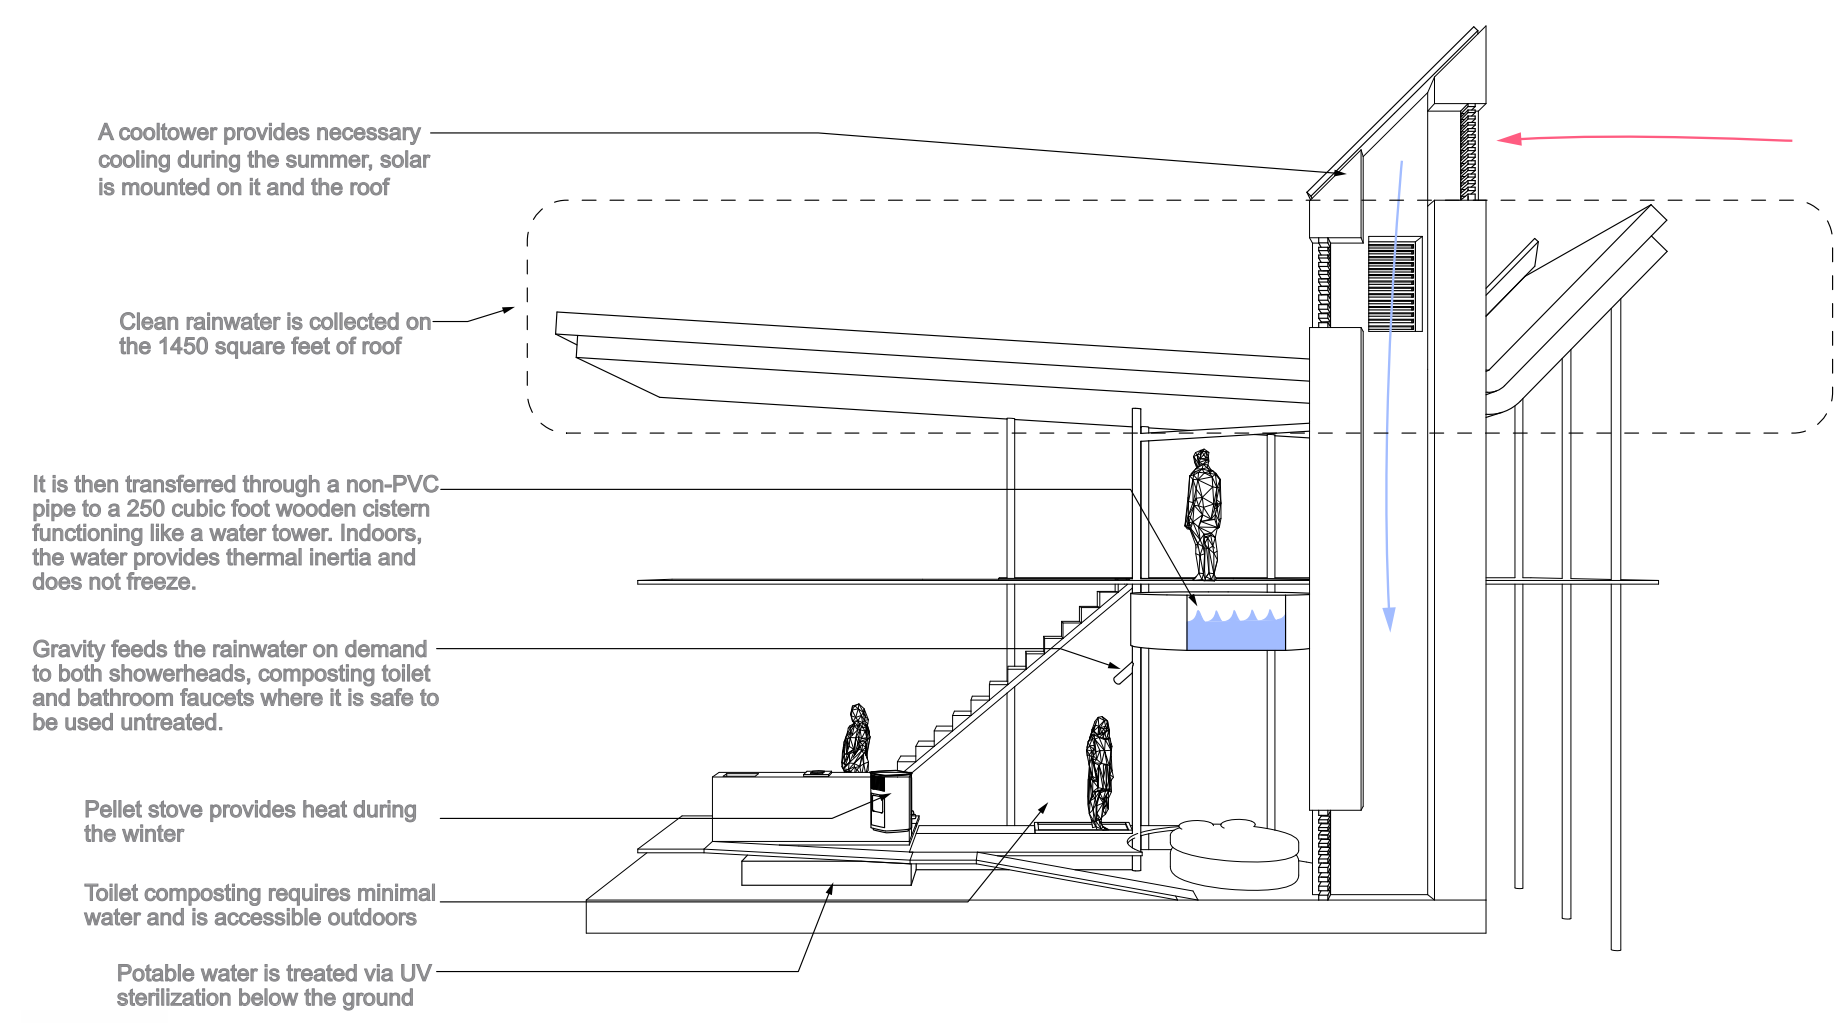 A cooltower provides necessary
cooling during the summer, solar
is mounted on it and the roof
Clean rainwater is collected on
the 1450 square feet of roof
It is then transferred through a non-PVC
pipe to a 250 cubic foot wooden cistern
functioning like a water tower. Indoors,
the water provides thermal inertia and
does not freeze.
Gravity feeds the rainwater on demand
to both showerheads, composting toilet
and bathroom faucets where it is safe to
be used untreated.
Pellet stove provides heat during
the winter
Toilet composting requires minimal
water and is accessible outdoors
Potable water is treated via UV
sterilization below the ground